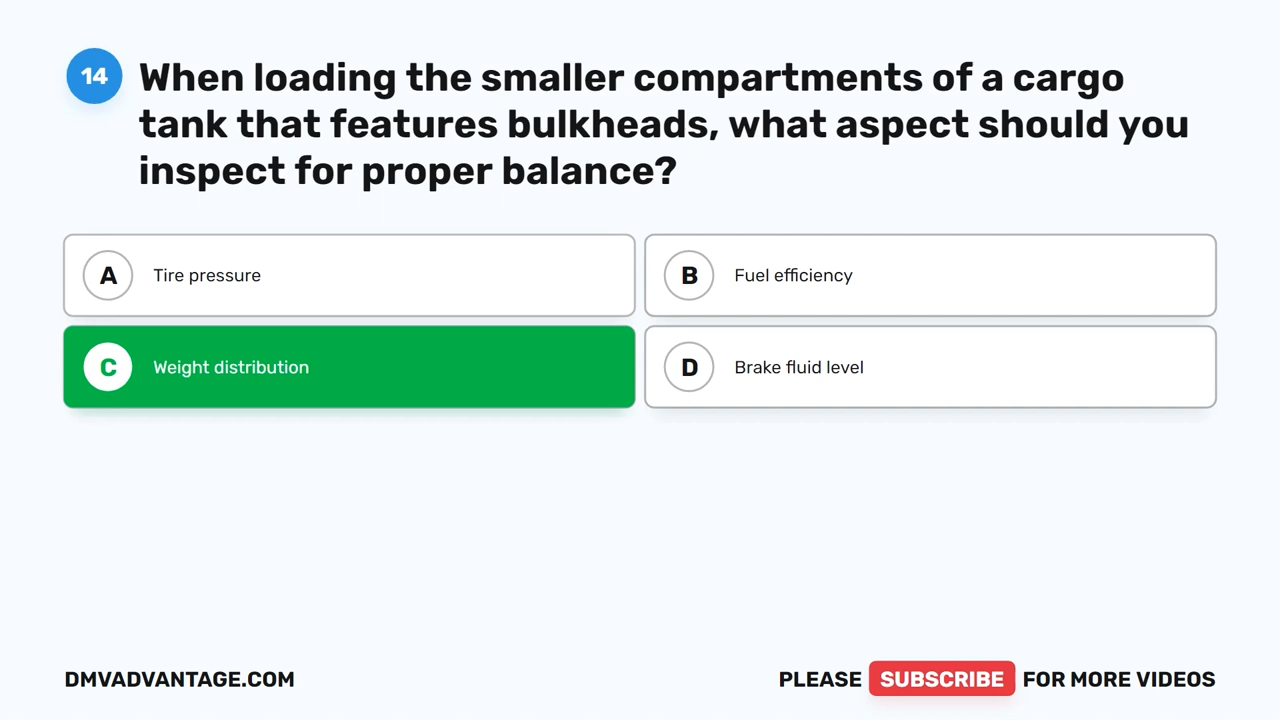 14
When loading the smaller compartments of a cargo
tank that features bulkheads, what aspect should you
inspect for proper balance?
A Tire pressure
B Fuel efficiency
C Weight distribution
D Brake fluid level
DMVADVANTAGE.COM
PLEASE SUBSCRIBE FOR MORE VIDEOS